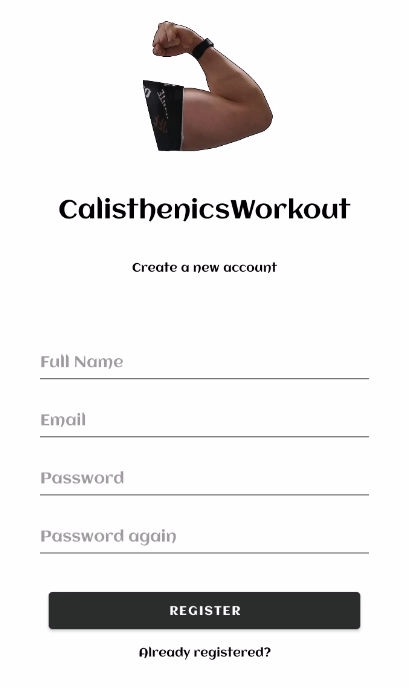 CalisthenicsWorkout
Create a new account
Full Name
Email
Password
Password again
REGISTER
Already registered?